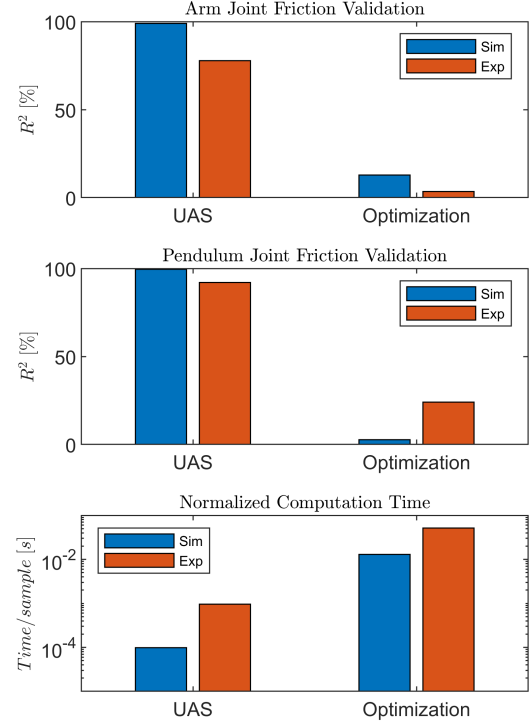 Arm Joint Friction Validation
R² [%]
100
50
0
Sim
Exp
UAS Optimization
Pendulum Joint Friction Validation
R² [%]
100
50
0
Sim
Exp
UAS Optimization
Normalized Computation Time
Time/sample [s]
10⁻²
10⁻⁴
Sim
Exp
UAS Optimization